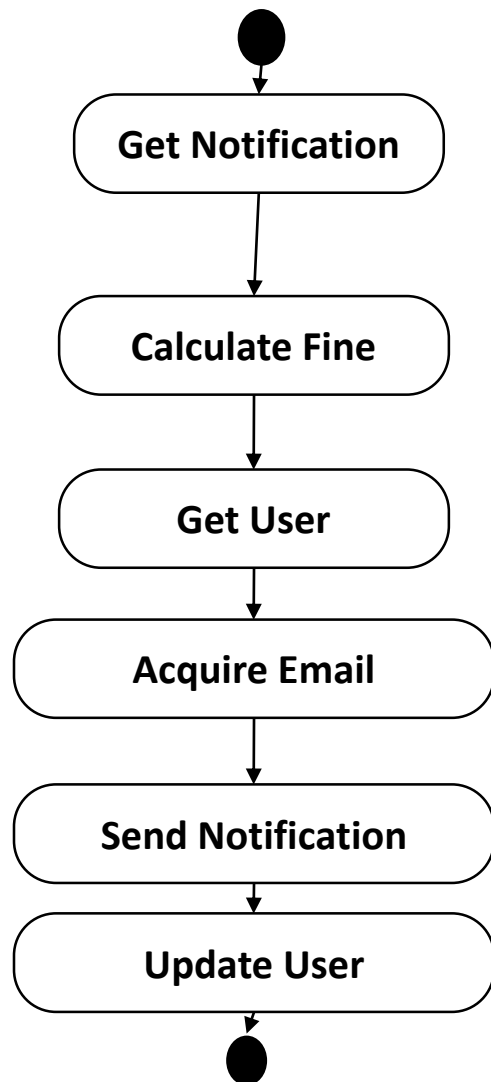 Get Notification
Calculate Fine
Get User
Acquire Email
Send Notification
Update User